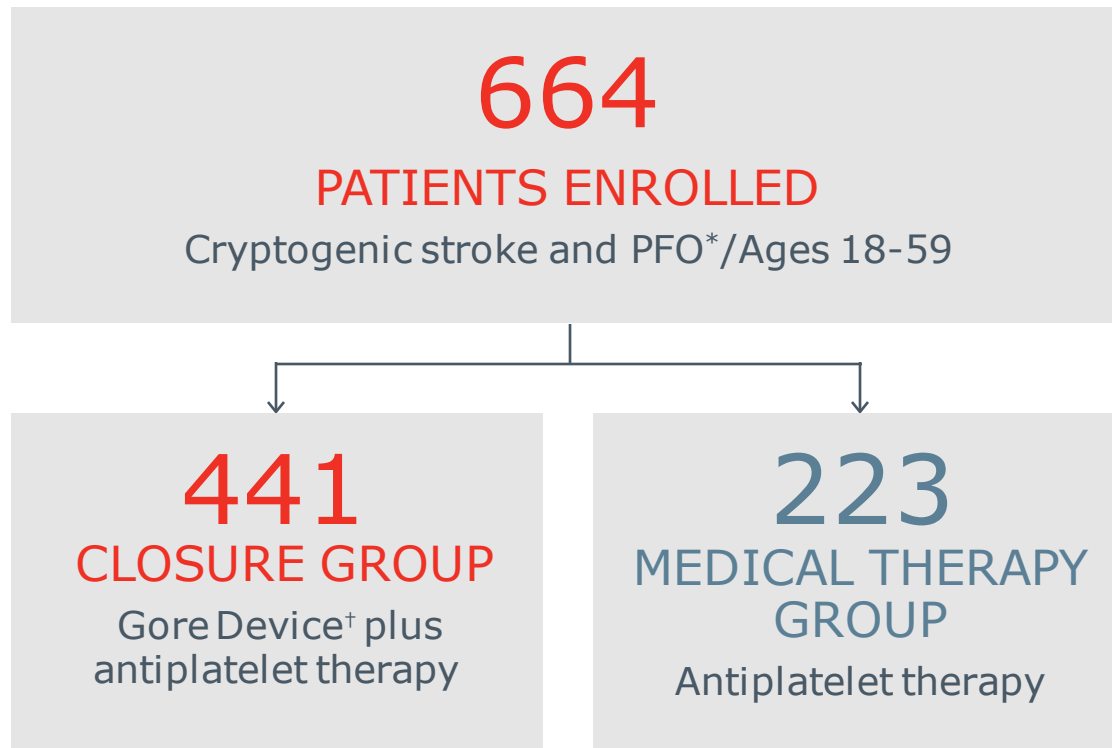 664
PATIENTS ENROLLED
Cryptogenic stroke and PFO*/Ages 18-59
441
CLOSURE GROUP
Gore Device† plus
antiplatelet therapy
223
MEDICAL THERAPY
GROUP
Antiplatelet therapy